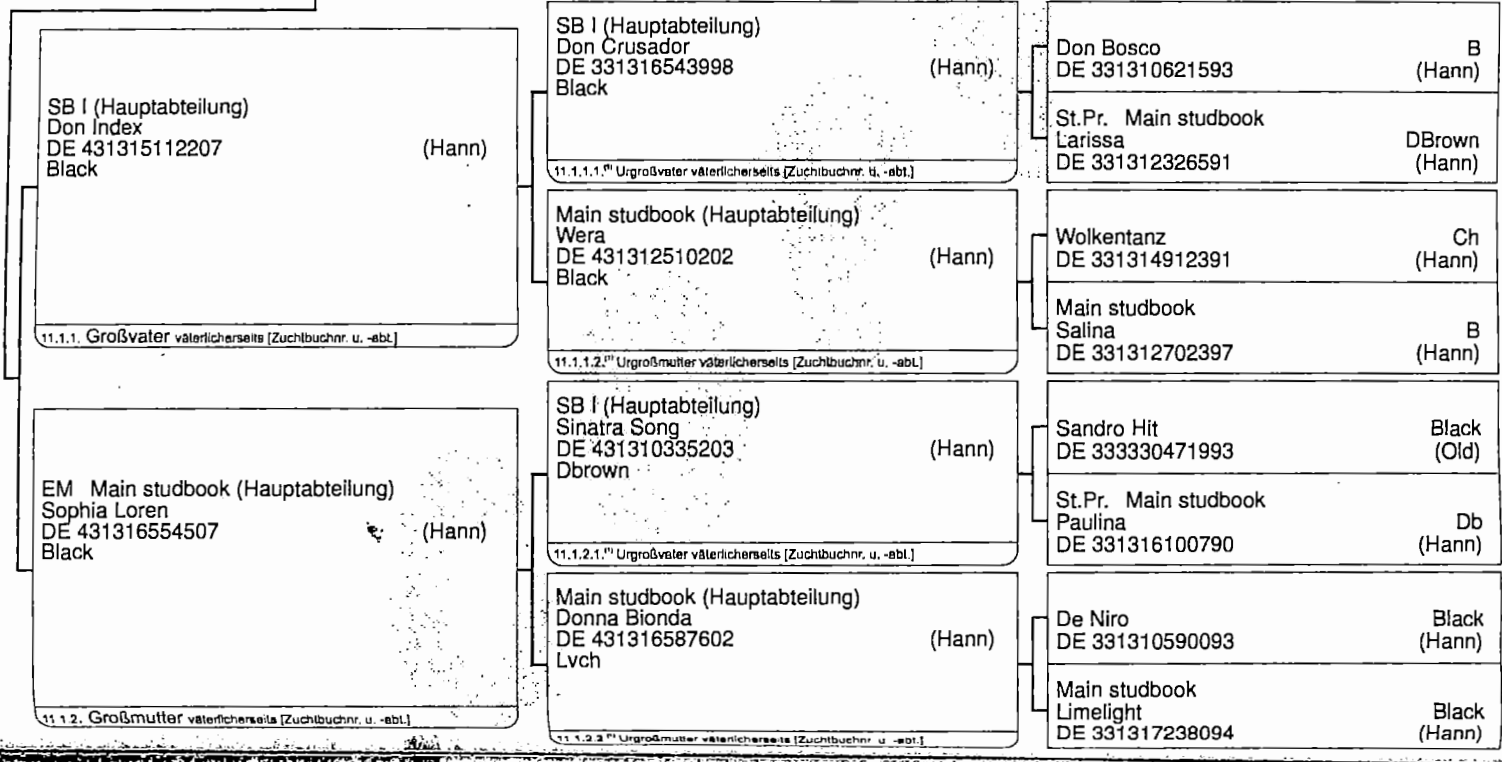 SB I (Hauptabteilung)
Don Index
DE 431315112207 (Hann)
Black
11.1.1. Großvater väterlicherseits [Zuchtbuchnr. u. -abt.]
EM Main studbook (Hauptabteilung)
Sophia Loren
DE 431316554507 (Hann)
Black
11.1.2. Großmutter väterlicherseits [Zuchtbuchnr. u. -abt.]
SB I (Hauptabteilung)
Don Crusador
DE 331316543998 (Hann)
Black
11.1.1.1.⁽¹⁾ Urgroßvater väterlicherseits [Zuchtbuchnr. u. -abt.]
Main studbook (Hauptabteilung)
Wera
DE 431312510202 (Hann)
Black
11.1.1.2.⁽¹⁾ Urgroßmutter väterlicherseits [Zuchtbuchnr. u. -abt.]
SB I (Hauptabteilung)
Sinatra Song
DE 431310335203 (Hann)
Dbrown
11.1.2.1.⁽¹⁾ Urgroßvater väterlicherseits [Zuchtbuchnr. u. -abt.]
Main studbook (Hauptabteilung)
Donna Bionda
DE 431316587602 (Hann)
Lvch
11.1.2.2.⁽¹⁾ Urgroßmutter väterlicherseits [Zuchtbuchnr. u. -abt.]
Don Bosco B
DE 331310621593 (Hann)
St.Pr. Main studbook
Larissa DBrown
DE 331312326591 (Hann)
Wolkentanz Ch
DE 331314912391 (Hann)
Main studbook
Salina B
DE 331312702397 (Hann)
Sandro Hit Black
DE 333330471993 (Old)
St.Pr. Main studbook
Paulina Db
DE 331316100790 (Hann)
De Niro Black
DE 331310590093 (Hann)
Main studbook
Limelight Black
DE 331317238094 (Hann)